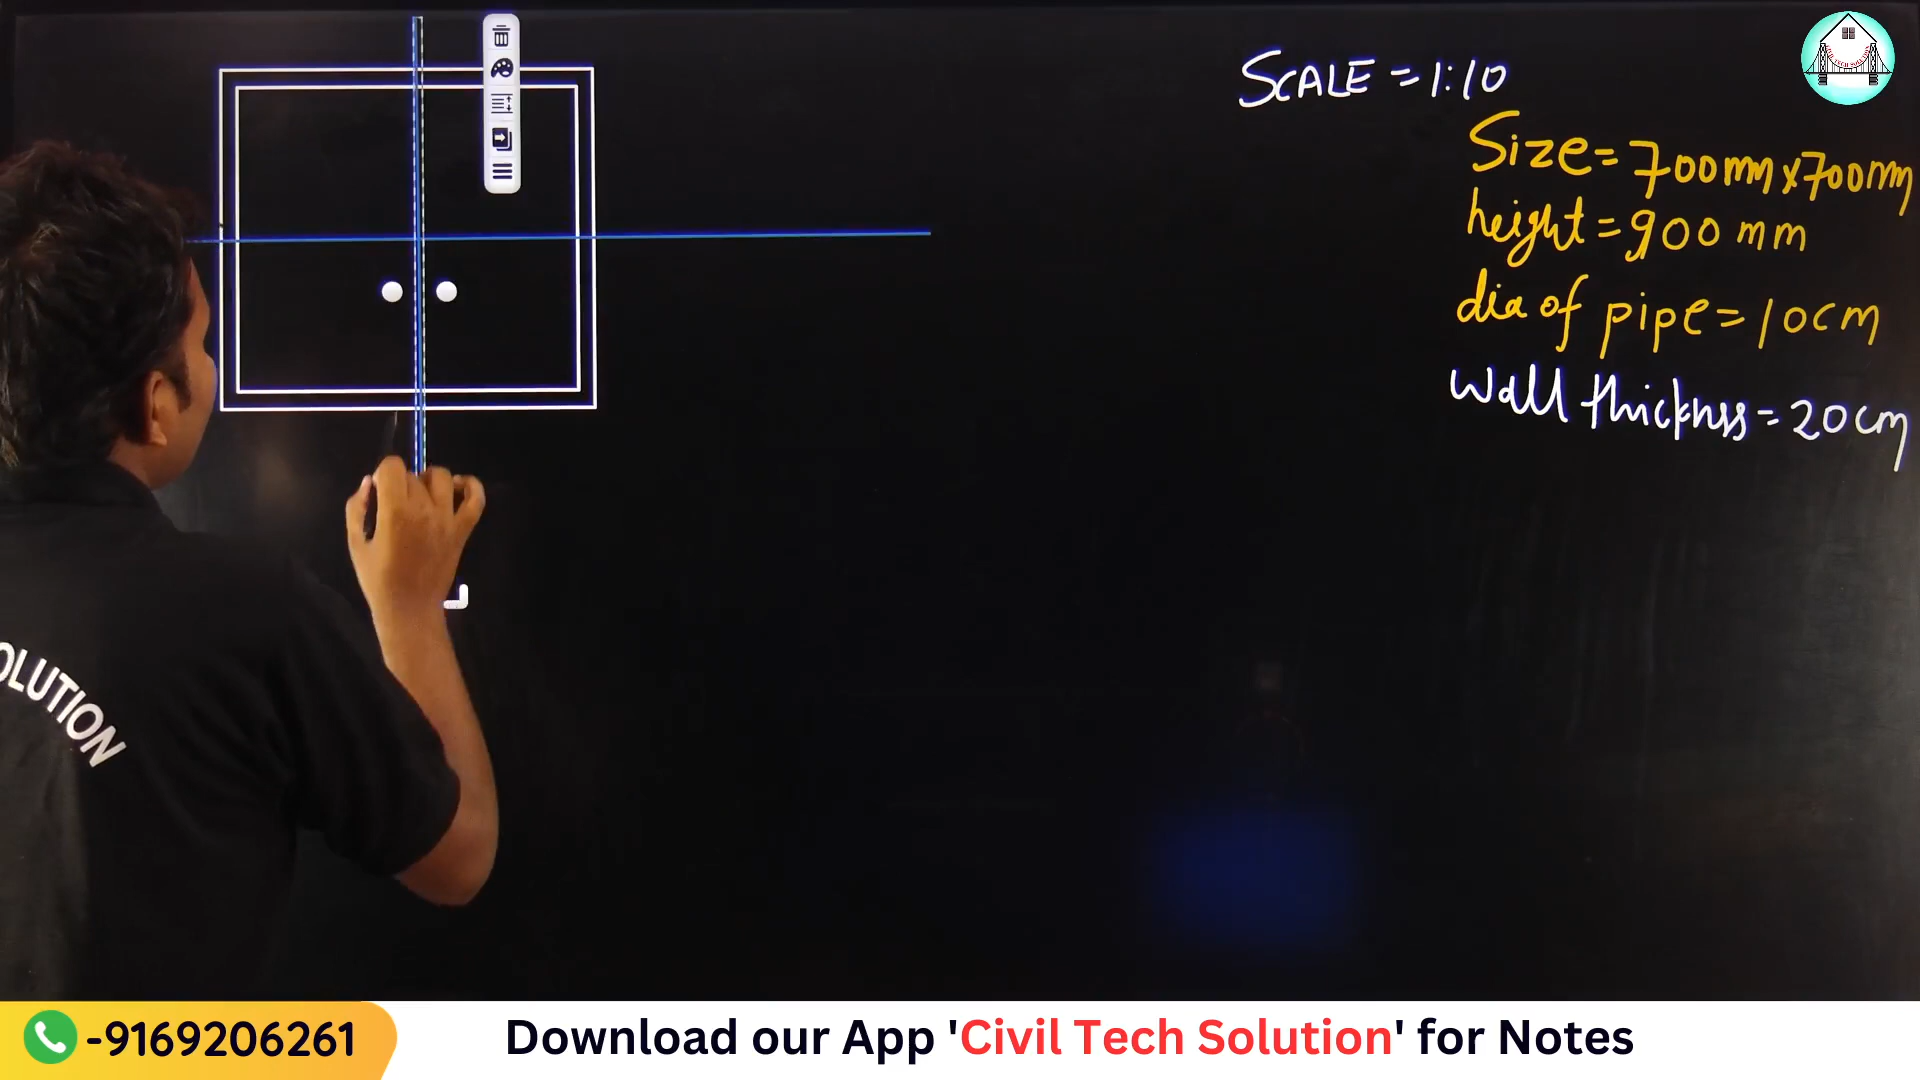 SCALE = 1:10
Size = 700mm x 700mm
height = 900 mm
dia of pipe = 10cm
wall thicknss = 20cm
OLUTION
-9169206261
Download our App 'Civil Tech Solution' for Notes